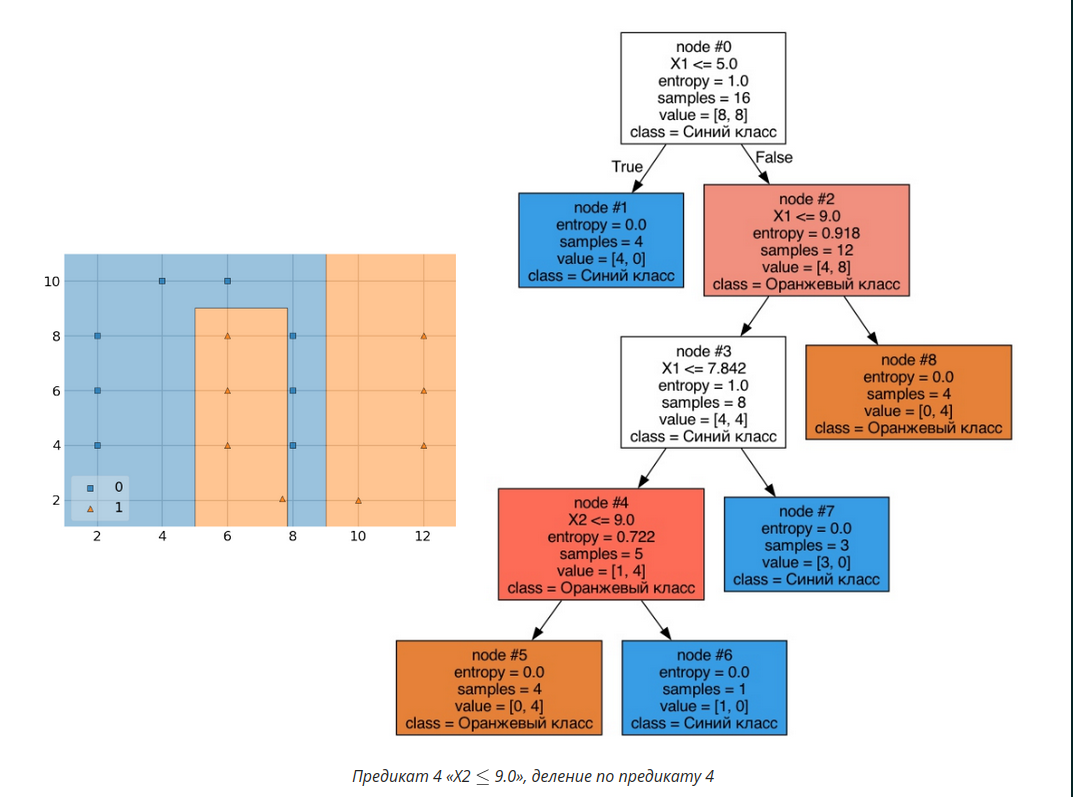 node #0
X1 <= 5.0
entropy = 1.0
samples = 16
value = [8, 8]
class = Синий класс
True
False
node #1
entropy = 0.0
samples = 4
value = [4, 0]
class = Синий класс
node #2
X1 <= 9.0
entropy = 0.918
samples = 12
value = [4, 8]
class = Оранжевый класс
10
8
6
4
2
0
1
2
4
6
8
10
12
node #3
X1 <= 7.842
entropy = 1.0
samples = 8
value = [4, 4]
class = Синий класс
node #8
entropy = 0.0
samples = 4
value = [0, 4]
class = Оранжевый класс
node #4
X2 <= 9.0
entropy = 0.722
samples = 5
value = [1, 4]
class = Оранжевый класс
node #7
entropy = 0.0
samples = 3
value = [3, 0]
class = Синий класс
node #5
entropy = 0.0
samples = 4
value = [0, 4]
class = Оранжевый класс
node #6
entropy = 0.0
samples = 1
value = [1, 0]
class = Синий класс
Предикат 4 «X2 ≤ 9.0», деление по предикату 4